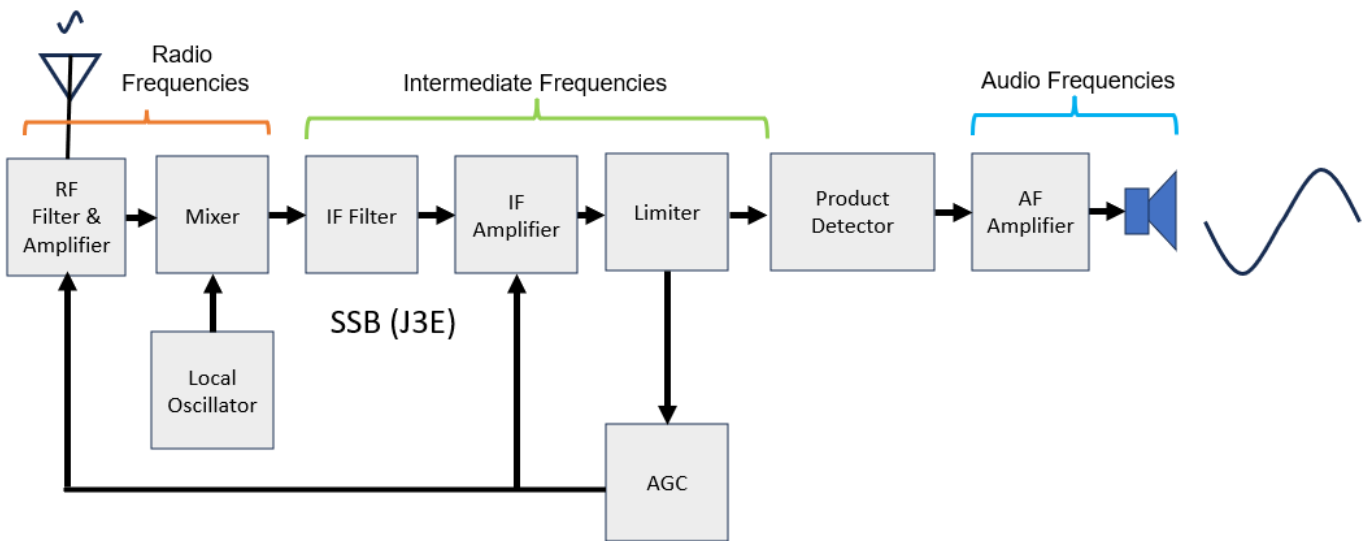 Radio
Frequencies
Intermediate Frequencies
Audio Frequencies
RF
Filter &
Amplifier
Mixer
IF Filter
IF
Amplifier
Limiter
Product
Detector
AF
Amplifier
SSB (J3E)
Local
Oscillator
AGC